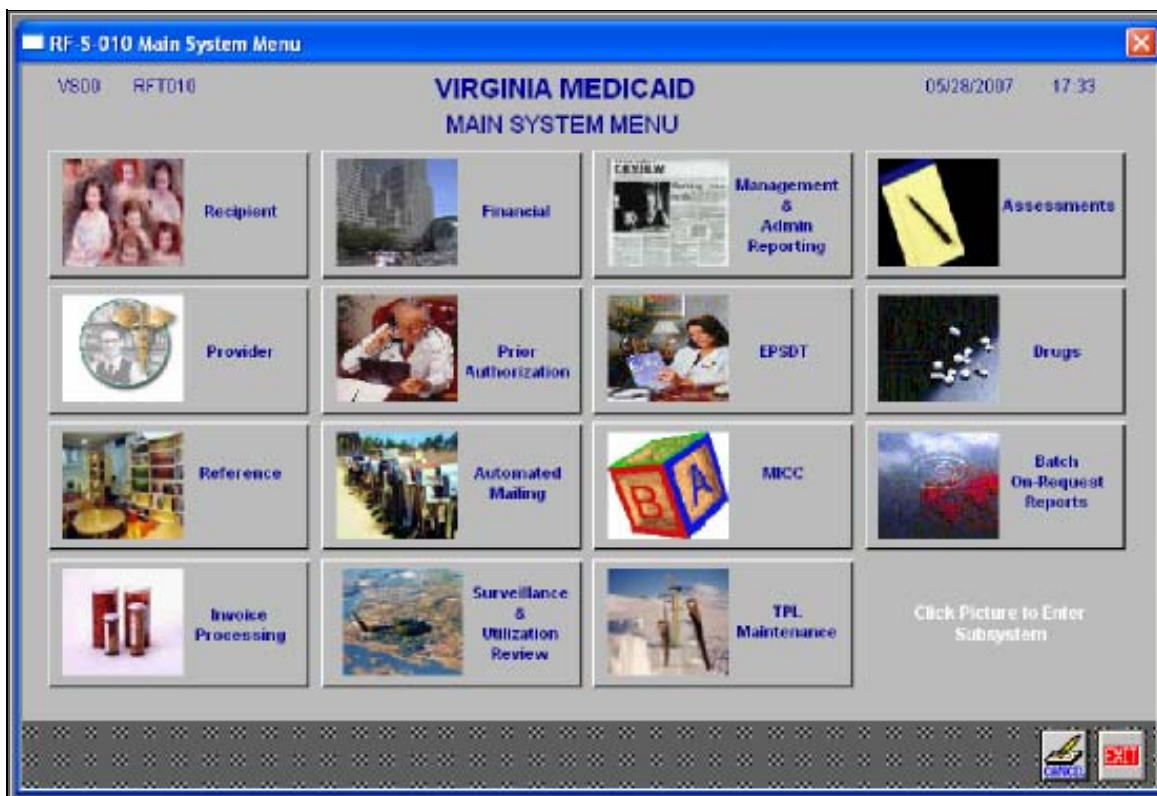 RF-S-010 Main System Menu
VS00 RFT010
VIRGINIA MEDICAID
05/28/2007 17:33
MAIN SYSTEM MENU
Recipient
Financial
Management
&
Admin
Reporting
Assessments
Provider
Prior
Authorization
EPSDT
Drugs
Reference
Automated
Mailing
B A
MICC
Batch
On-Request
Reports
Invoice
Processing
Surveillance
&
Utilization
Review
TPL
Maintenance
Click Picture to Enter
Subsystem
CANCEL
EXIT